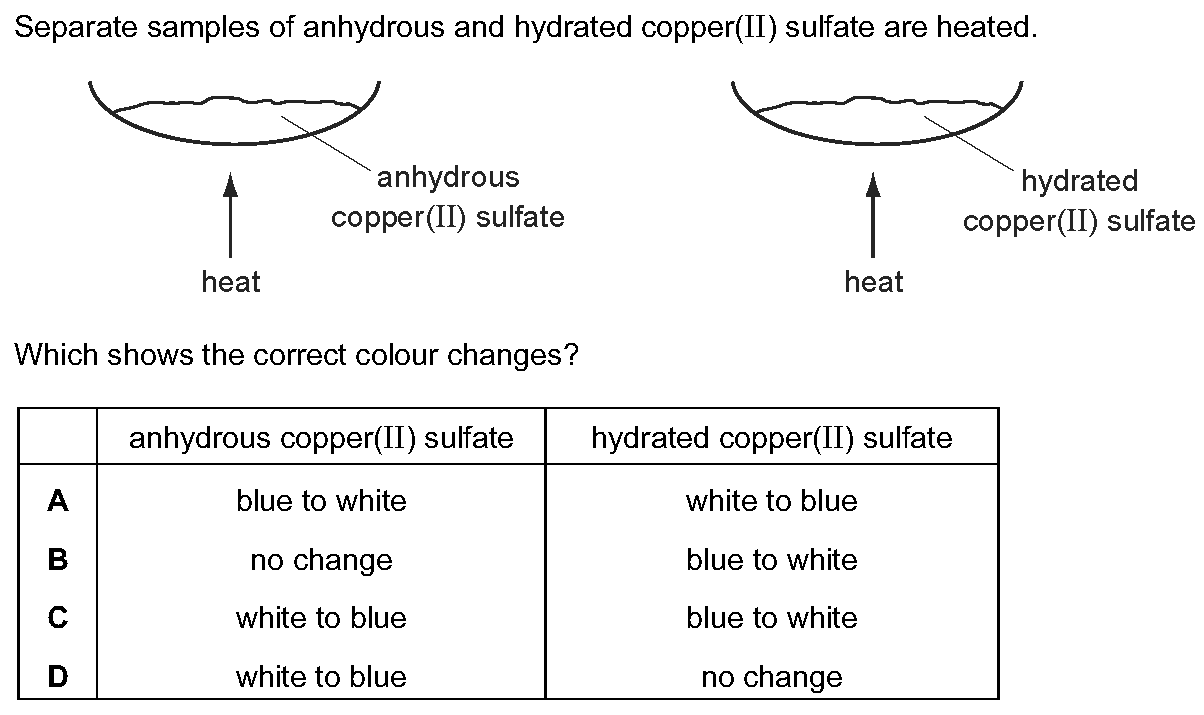 Separate samples of anhydrous and hydrated copper(II) sulfate are heated.
anhydrous
copper(II) sulfate
heat
hydrated
copper(II) sulfate
heat
Which shows the correct colour changes?
anhydrous copper(II) sulfate hydrated copper(II) sulfate
A blue to white white to blue
B no change blue to white
C white to blue blue to white
D white to blue no change